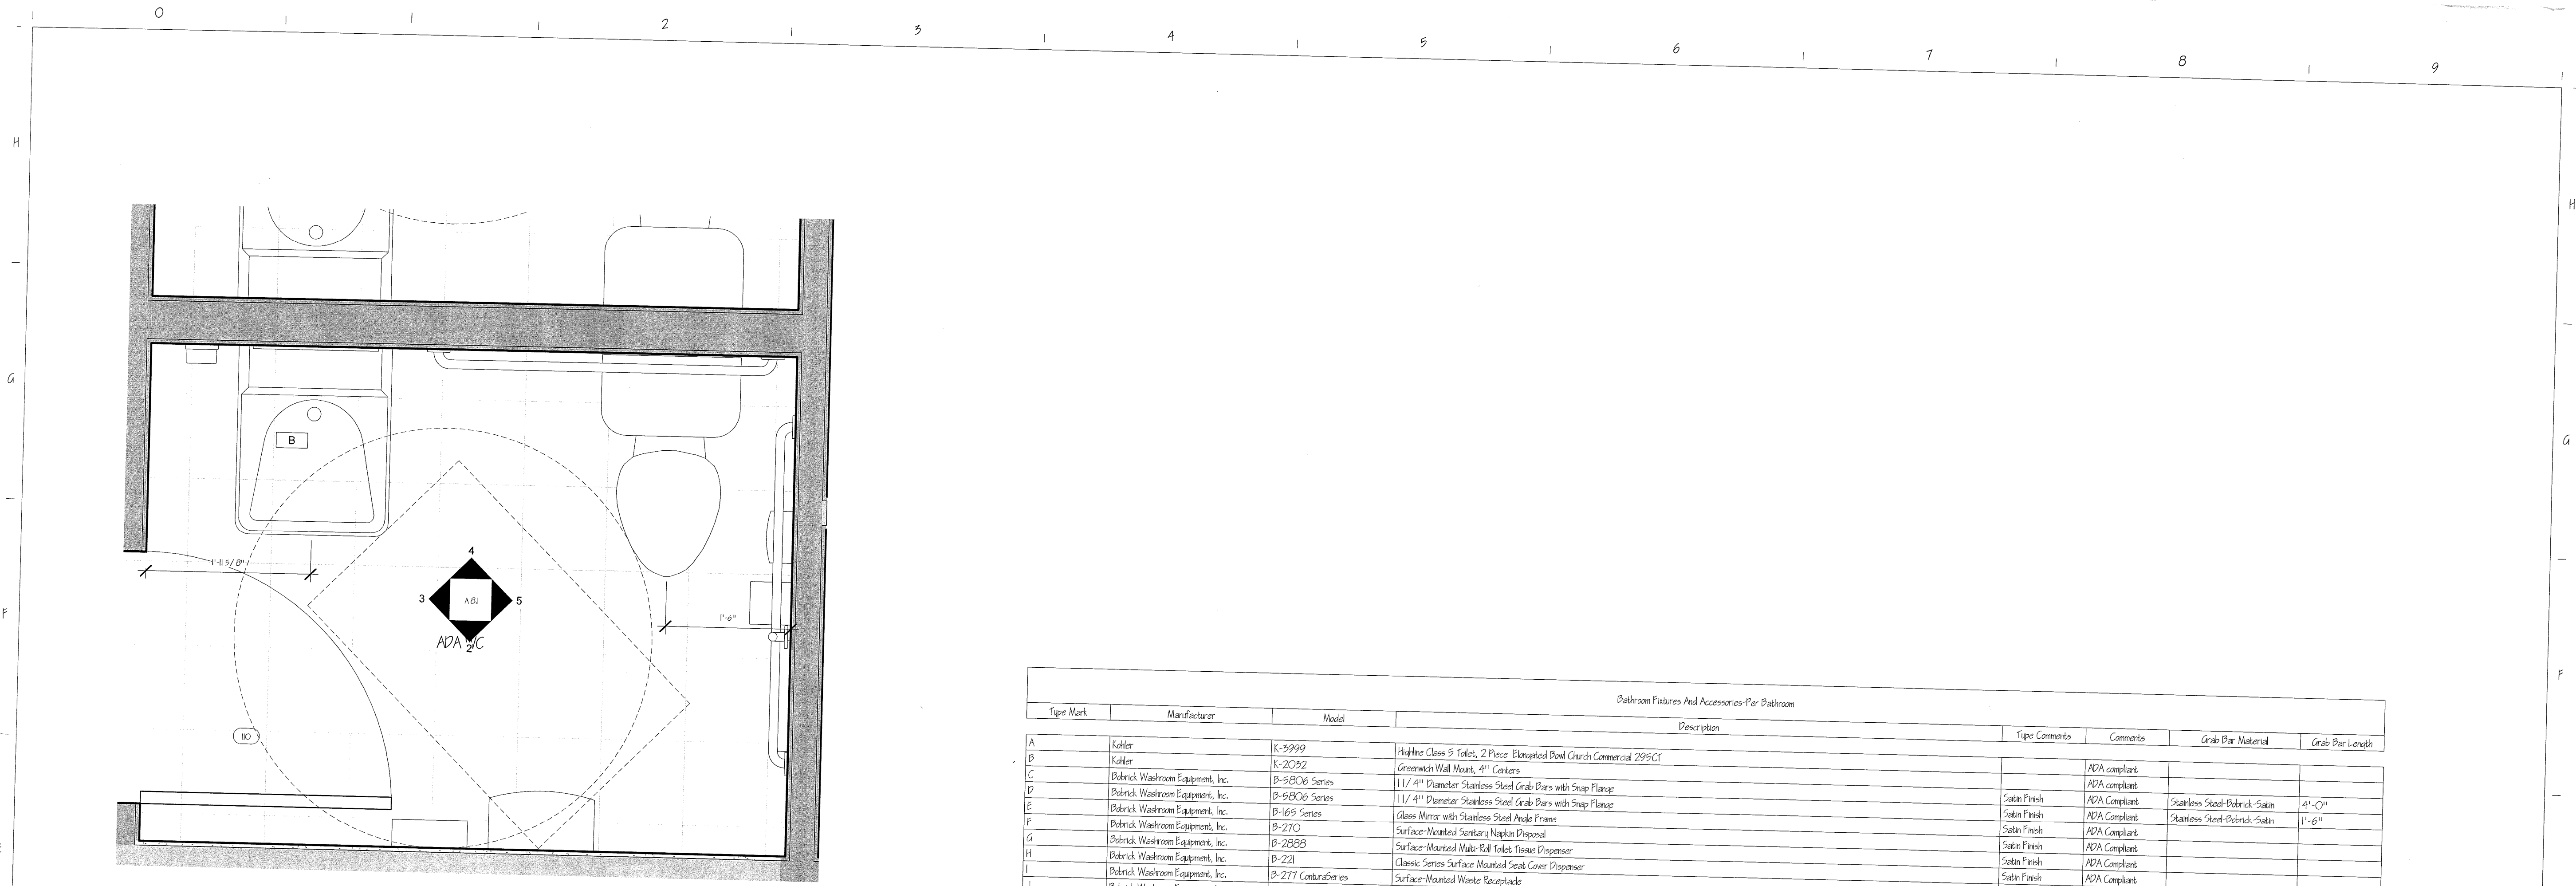 0 2 3 4 5 6 7 8 9
H H
G G
F F
B
1'-11 5/8"
4
3 A8.1 5
2
1'-6"
ADA
110
Bathroom Fixtures And Accessories-Per Bathroom
Type Mark Manufacturer Model Description Type Comments Comments Grab Bar Material Grab Bar Length
A Kohler K-3999 Highline Class 5 Toilet, 2 Piece Elongated Bowl Church Commercial 295CT ADA compliant
B Kohler K-2032 Greenwich Wall Mount, 4" Centers ADA compliant
C Bobrick Washroom Equipment, Inc. B-5806 Series 1 1/ 4" Diameter Stainless Steel Grab Bars with Snap Flange Satin Finish ADA Compliant Stainless Steel-Bobrick-Satin 4'-0"
D Bobrick Washroom Equipment, Inc. B-5806 Series 1 1/ 4" Diameter Stainless Steel Grab Bars with Snap Flange Satin Finish ADA Compliant Stainless Steel-Bobrick-Satin 1'-6"
E Bobrick Washroom Equipment, Inc. B-165 Series Glass Mirror with Stainless Steel Angle Frame Satin Finish ADA Compliant
F Bobrick Washroom Equipment, Inc. B-270 Surface-Mounted Sanitary Napkin Disposal Satin Finish ADA Compliant
G Bobrick Washroom Equipment, Inc. B-2888 Surface-Mounted Multi-Roll Toilet Tissue Dispenser Satin Finish ADA Compliant
H Bobrick Washroom Equipment, Inc. B-221 Classic Series Surface Mounted Seat Cover Dispenser Satin Finish ADA Compliant
I Bobrick Washroom Equipment, Inc. B-277 ConturaSeries Surface-Mounted Waste Receptacle